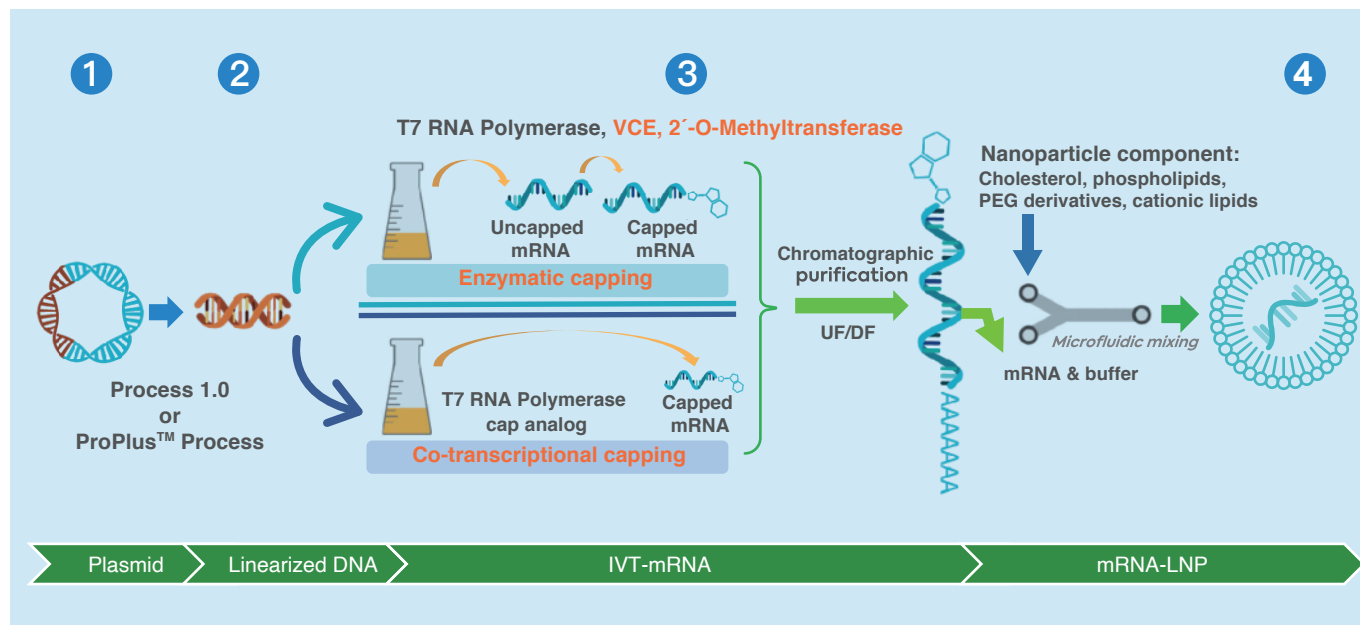 1
2
3
4
T7 RNA Polymerase, VCE, 2´-O-Methyltransferase
Uncapped
mRNA
Capped
mRNA
Enzymatic capping
T7 RNA Polymerase
cap analog
Capped
mRNA
Co-transcriptional capping
Process 1.0
or
ProPlus™ Process
Chromatographic
purification
UF/DF
AAAAAA
Nanoparticle component:
Cholesterol, phospholipids,
PEG derivatives, cationic lipids
Microfluidic mixing
mRNA & buffer
Plasmid
Linearized DNA
IVT-mRNA
mRNA-LNP